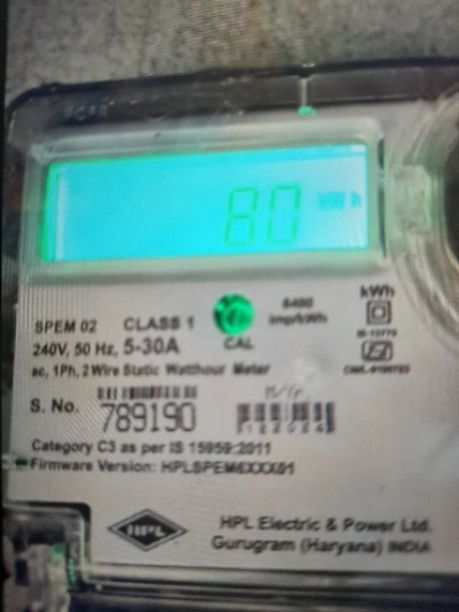 80 kWh
SPEM 02 CLASS 1
6400 imp/kWh
kWh
240V, 50 Hz, 5-30A
CAL
ac, 1Ph, 2 Wire Static Watthour Meter
S. No. 789190
M/Yr
Category C3 as per IS 15959:2011
Firmware Version: HPLSPEM6XXX01
HPL
HPL Electric & Power Ltd.
Gurugram (Haryana) INDIA